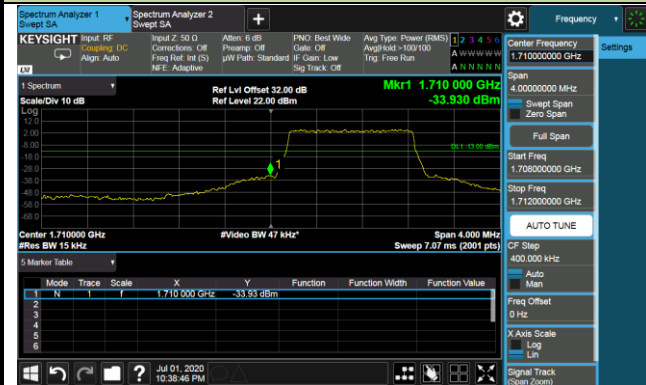 Spectrum Analyzer 1
Swept SA
Spectrum Analyzer 2
Swept SA
+
Frequency
KEYSIGHT
Input: RF
Coupling: DC
Align: Auto
Input Z: 50 Ω
Corrections: Off
Freq Ref: Int (S)
NFE: Adaptive
Atten: 6 dB
Preamp: Off
µW Path: Standard
PNO: Best Wide
Gate: Off
IF Gain: Low
Sig Track: Off
Avg Type: Power (RMS)
Avg|Hold:>100/100
Trig: Free Run
1 2 3 4 5 6
A W W W W W
A N N N N N
LXI
1 Spectrum
Scale/Div 10 dB
Log
Ref Lvl Offset 32.00 dB
Ref Level 22.00 dBm
Mkr1 1.710 000 GHz
-33.930 dBm
12.0
2.00
-8.00
-18.0
-28.0
-38.0
-48.0
-58.0
-68.0
DL1 -13.00 dBm
1
Center 1.710000 GHz
#Res BW 15 kHz
#Video BW 47 kHz*
Span 4.000 MHz
Sweep 7.07 ms (2001 pts)
5 Marker Table
Mode Trace Scale X Y Function Function Width Function Value
1 N 1 f 1.710 000 GHz -33.93 dBm
2
3
4
5
6
Jul 01, 2020
10:38:46 PM
Center Frequency
1.710000000 GHz
Settings
Span
4.00000000 MHz
Swept Span
Zero Span
Full Span
Start Freq
1.708000000 GHz
Stop Freq
1.712000000 GHz
AUTO TUNE
CF Step
400.000 kHz
Auto
Man
Freq Offset
0 Hz
X Axis Scale
Log
Lin
Signal Track
(Span Zoom)